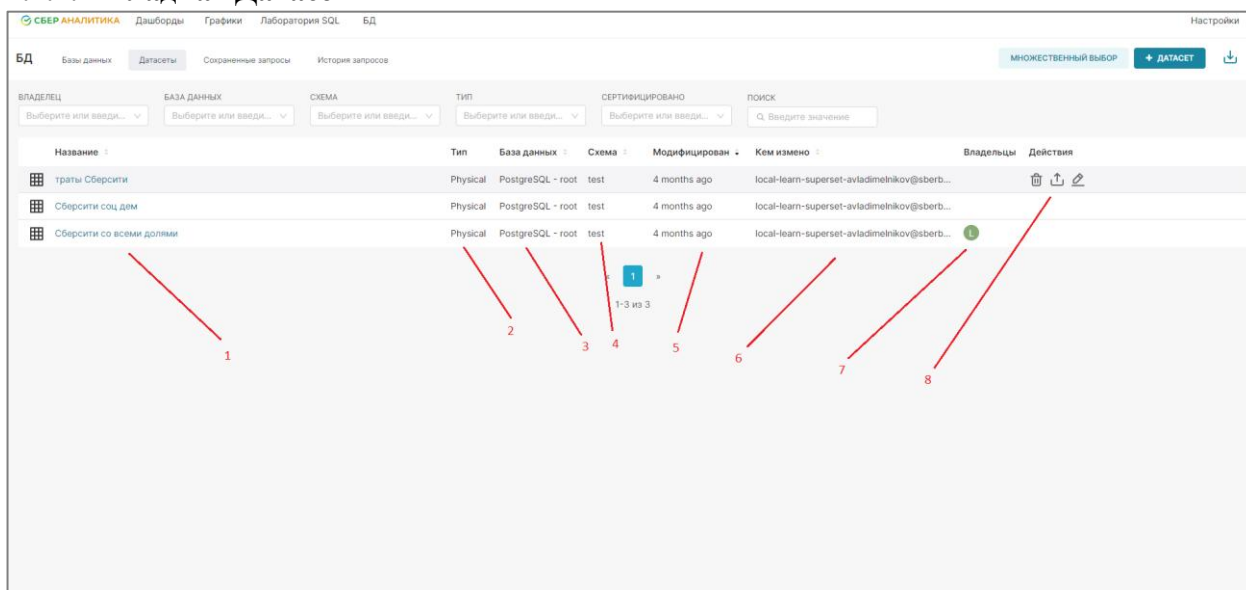 СБЕР АНАЛИТИКА Дашборды Графики Лаборатория SQL БД Настройки
БД Базы данных Датасеты Сохраненные запросы История запросов МНОЖЕСТВЕННЫЙ ВЫБОР + ДАТАСЕТ
ВЛАДЕЛЕЦ БАЗА ДАННЫХ СХЕМА ТИП СЕРТИФИЦИРОВАНО ПОИСК
Выберите или введи... Выберите или введи... Выберите или введи... Выберите или введи... Выберите или введи... Введите значение
Название Тип База данных Схема Модифицирован Кем измено Владельцы Действия
траты Сберсити Physical PostgreSQL - root test 4 months ago local-learn-superset-avladimelnikov@sberb...
Сберсити соц дем Physical PostgreSQL - root test 4 months ago local-learn-superset-avladimelnikov@sberb...
Сберсити со всеми долями Physical PostgreSQL - root test 4 months ago local-learn-superset-avladimelnikov@sberb... L
« 1 »
1-3 из 3
1 2 3 4 5 6 7 8